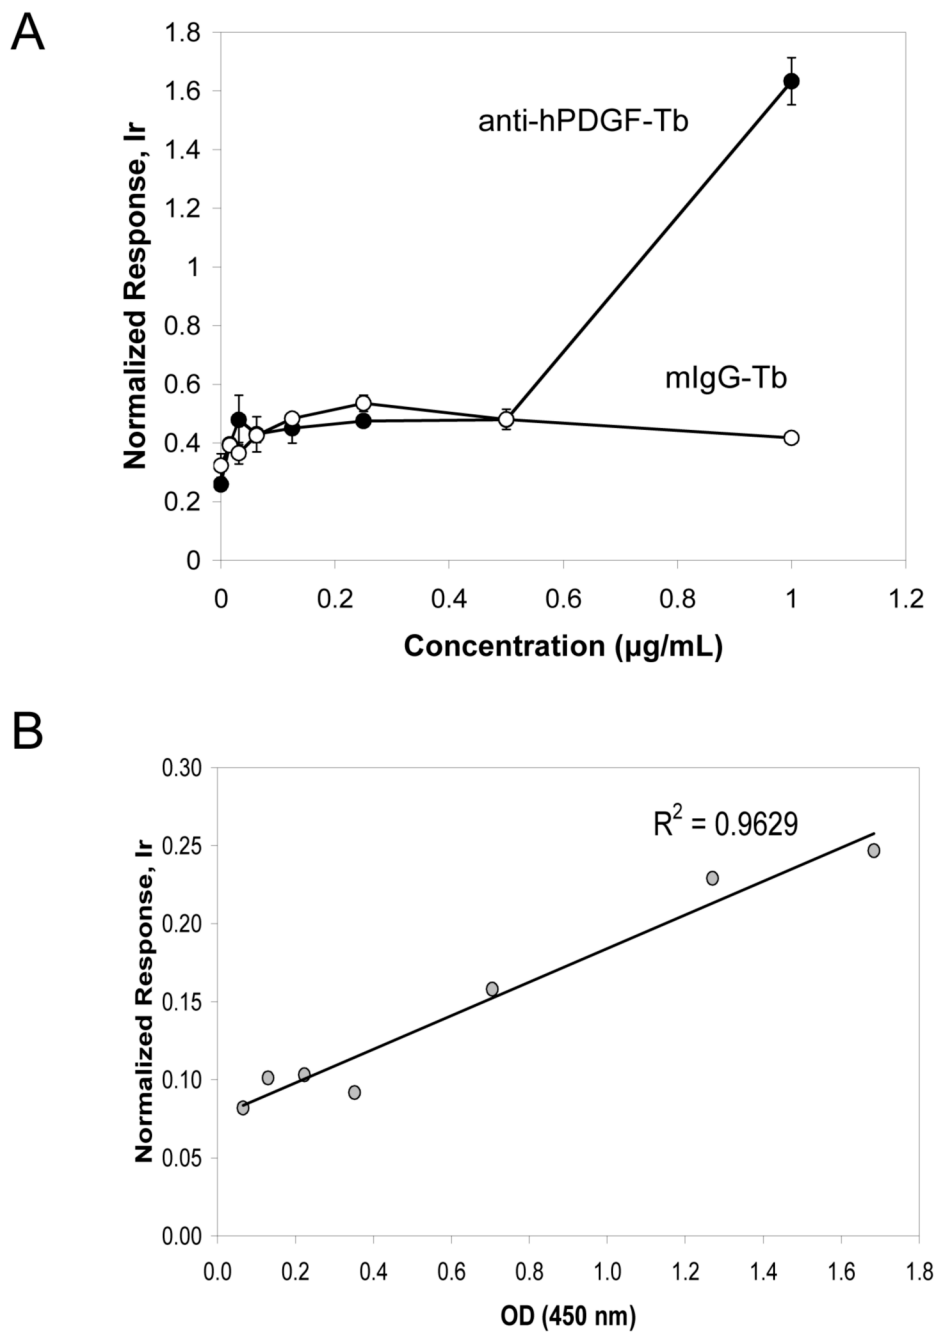 A
1.8
1.6
1.4
1.2
1
0.8
0.6
0.4
0.2
0
Normalized Response, Ir
anti-hPDGF-Tb
mIgG-Tb
0 0.2 0.4 0.6 0.8 1 1.2
Concentration (µg/mL)
B
0.30
0.25
0.20
0.15
0.10
0.05
0.00
Normalized Response, Ir
R² = 0.9629
0.0 0.2 0.4 0.6 0.8 1.0 1.2 1.4 1.6 1.8
OD (450 nm)